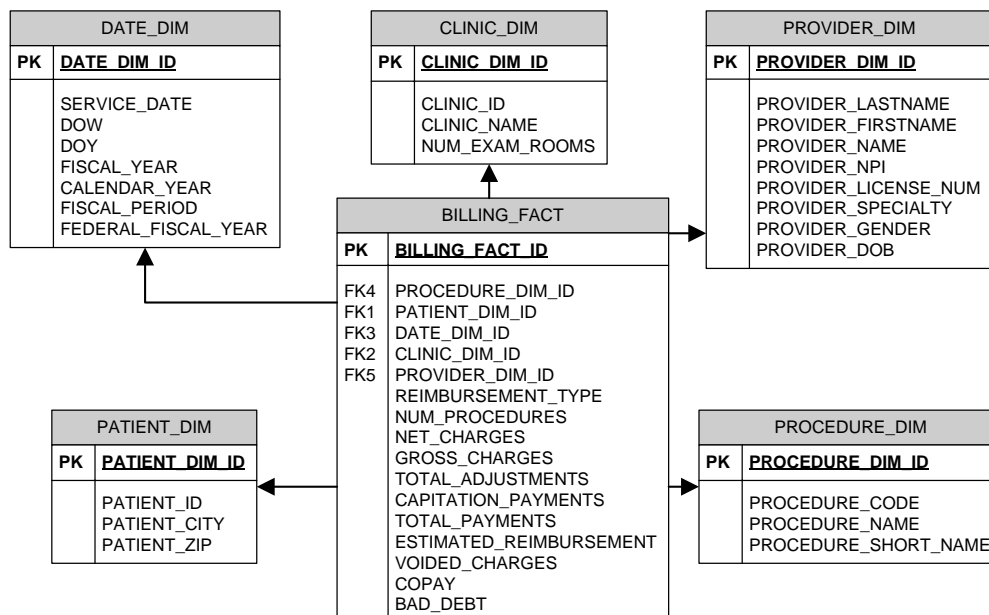 DATE_DIM
PK DATE_DIM_ID
SERVICE_DATE
DOW
DOY
FISCAL_YEAR
CALENDAR_YEAR
FISCAL_PERIOD
FEDERAL_FISCAL_YEAR
CLINIC_DIM
PK CLINIC_DIM_ID
CLINIC_ID
CLINIC_NAME
NUM_EXAM_ROOMS
PROVIDER_DIM
PK PROVIDER_DIM_ID
PROVIDER_LASTNAME
PROVIDER_FIRSTNAME
PROVIDER_NAME
PROVIDER_NPI
PROVIDER_LICENSE_NUM
PROVIDER_SPECIALTY
PROVIDER_GENDER
PROVIDER_DOB
BILLING_FACT
PK BILLING_FACT_ID
FK4 PROCEDURE_DIM_ID
FK1 PATIENT_DIM_ID
FK3 DATE_DIM_ID
FK2 CLINIC_DIM_ID
FK5 PROVIDER_DIM_ID
REIMBURSEMENT_TYPE
NUM_PROCEDURES
NET_CHARGES
GROSS_CHARGES
TOTAL_ADJUSTMENTS
CAPITATION_PAYMENTS
TOTAL_PAYMENTS
ESTIMATED_REIMBURSEMENT
VOIDED_CHARGES
COPAY
BAD_DEBT
PATIENT_DIM
PK PATIENT_DIM_ID
PATIENT_ID
PATIENT_CITY
PATIENT_ZIP
PROCEDURE_DIM
PK PROCEDURE_DIM_ID
PROCEDURE_CODE
PROCEDURE_NAME
PROCEDURE_SHORT_NAME